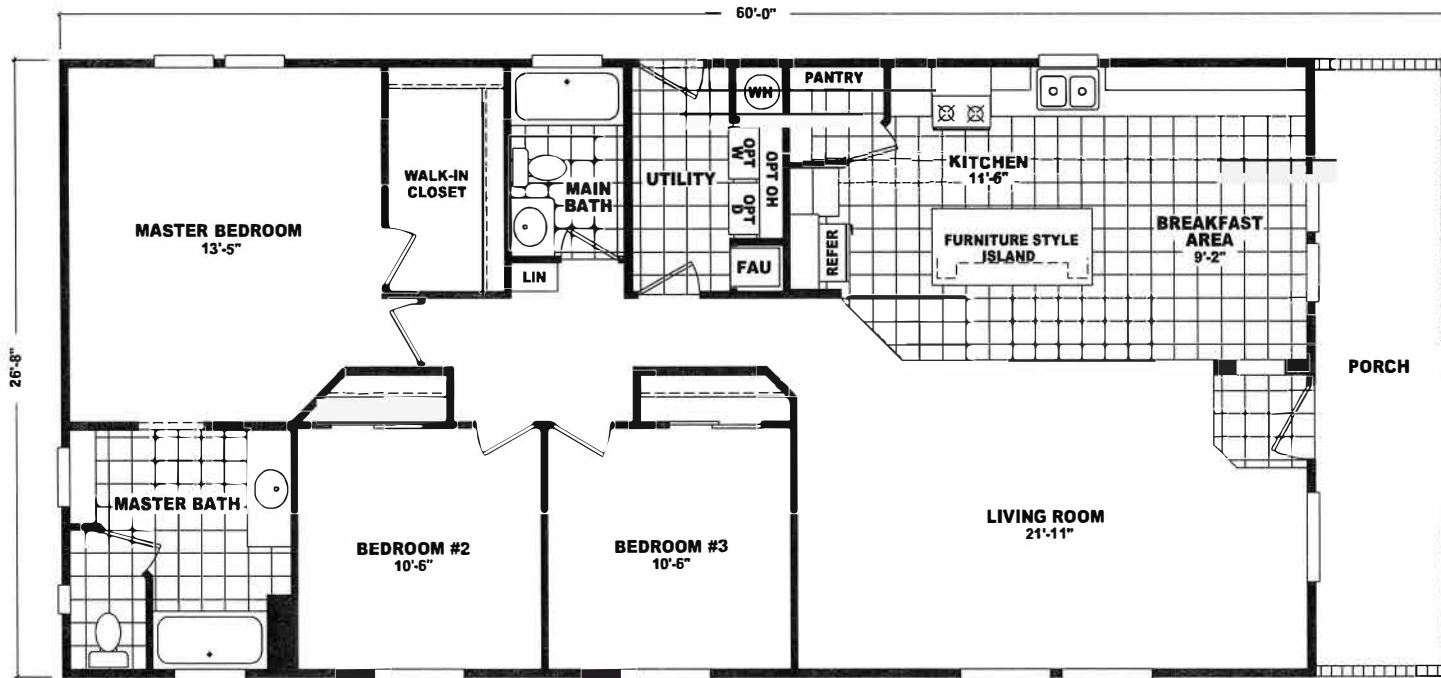 60'-0"
26'-8"
MASTER BEDROOM
13'-5"
WALK-IN
CLOSET
MAIN
BATH
LIN
UTILITY
WH
OPT
W
OPT
D
OPT OH
FAU
PANTRY
REFER
KITCHEN
11'-6"
FURNITURE STYLE
ISLAND
BREAKFAST
AREA
9'-2"
PORCH
MASTER BATH
BEDROOM #2
10'-6"
BEDROOM #3
10'-6"
LIVING ROOM
21'-11"